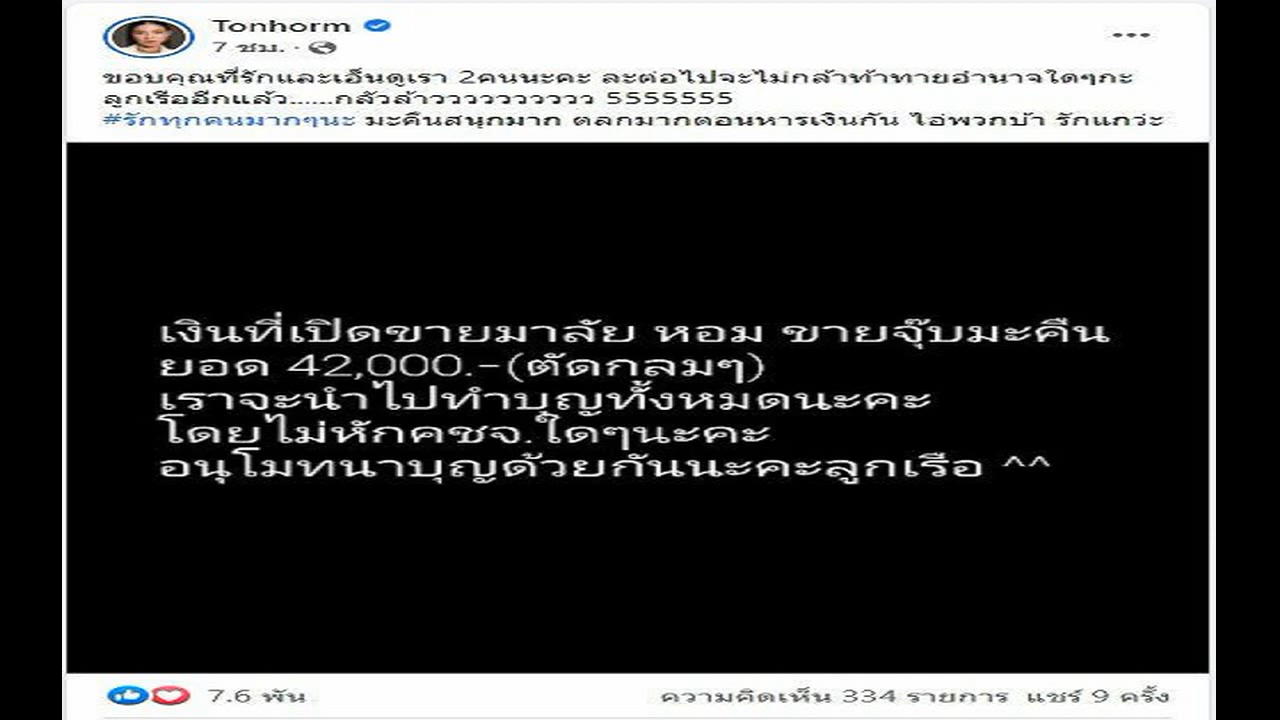 Tonhorm
7 ชม. ·
ขอบคุณที่รักและเอ็นดูเรา 2คนนะคะ ละต่อไปจะไม่กล้าท้าทายอำนาจใดๆกะ
ลูกเรืออีกแล้ว......กลัวล้าววววววววววว 5555555
#รักทุกคนมากๆนะ มะคืนสนุกมาก ตลกมากตอนหารเงินกัน ไอ่พวกบ้า รักแกว่ะ
เงินที่เปิดขายมาลัย หอม ขายจุ๊บมะคืน
ยอด 42,000.-(ตัดกลมๆ)
เราจะนำไปทำบุญทั้งหมดนะคะ
โดยไม่หักคชจ.ใดๆนะคะ
อนุโมทนาบุญด้วยกันนะคะลูกเรือ ^^
7.6 พัน
ความคิดเห็น 334 รายการ แชร์ 9 ครั้ง